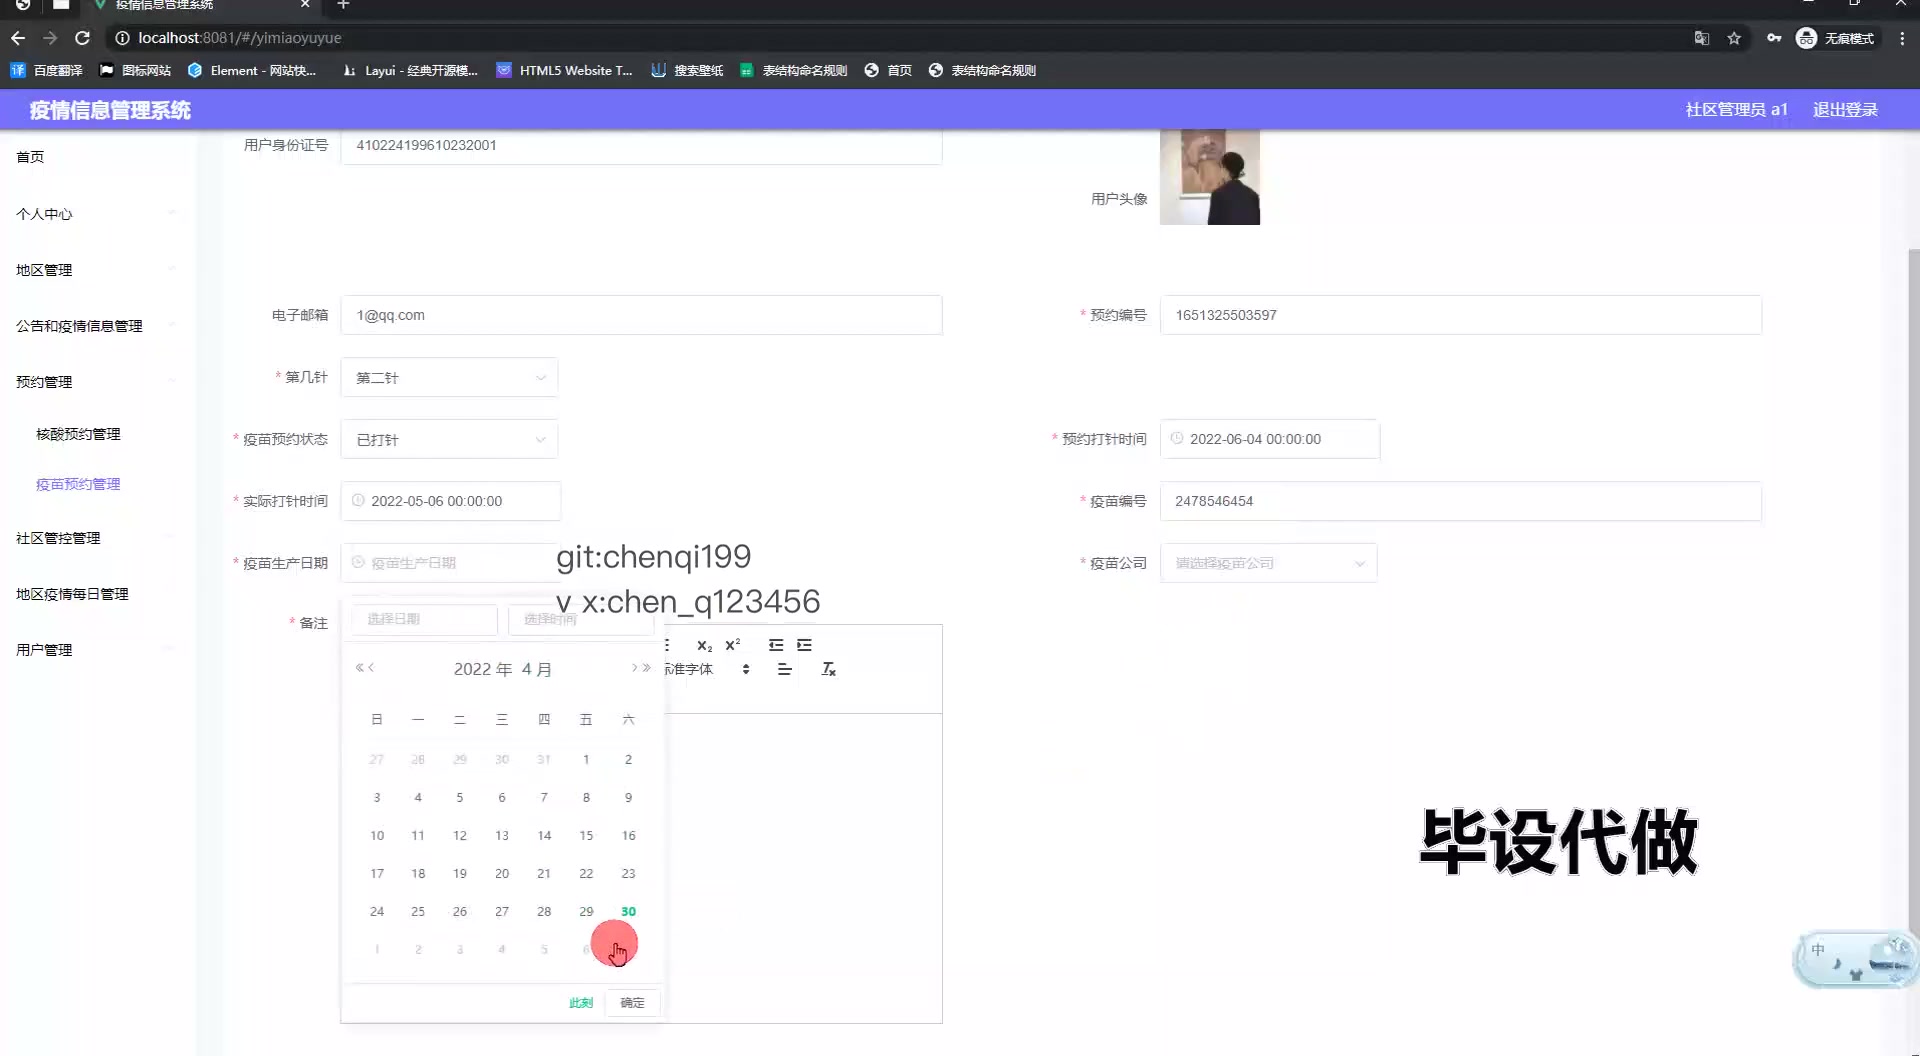 疫情信息管理系统
localhost:8081/#/yimiaoyuyue
无痕模式
百度翻译
图标网站
Element - 网站快...
Layui - 经典开源模...
HTML5 Website T...
搜索壁纸
表结构命名规则
首页
表结构命名规则
疫情信息管理系统
社区管理员 a1
退出登录
首页
个人中心
地区管理
公告和疫情信息管理
预约管理
核酸预约管理
疫苗预约管理
社区管控管理
地区疫情每日管理
用户管理
用户身份证号 410224199610232001
用户头像
电子邮箱 1@qq.com
* 预约编号 1651325503597
* 第几针 第二针
* 疫苗预约状态 已打针
* 预约打针时间 2022-06-04 00:00:00
* 实际打针时间 2022-05-06 00:00:00
* 疫苗编号 2478546454
* 疫苗生产日期 疫苗生产日期
* 疫苗公司 请选择疫苗公司
git:chenqi199
v x:chen_q123456
* 备注
选择日期 选择时间
标准字体
2022 年 4 月
日 一 二 三 四 五 六
27 28 29 30 31 1 2
3 4 5 6 7 8 9
10 11 12 13 14 15 16
17 18 19 20 21 22 23
24 25 26 27 28 29 30
1 2 3 4 5 6
此刻 确定
毕设代做
中